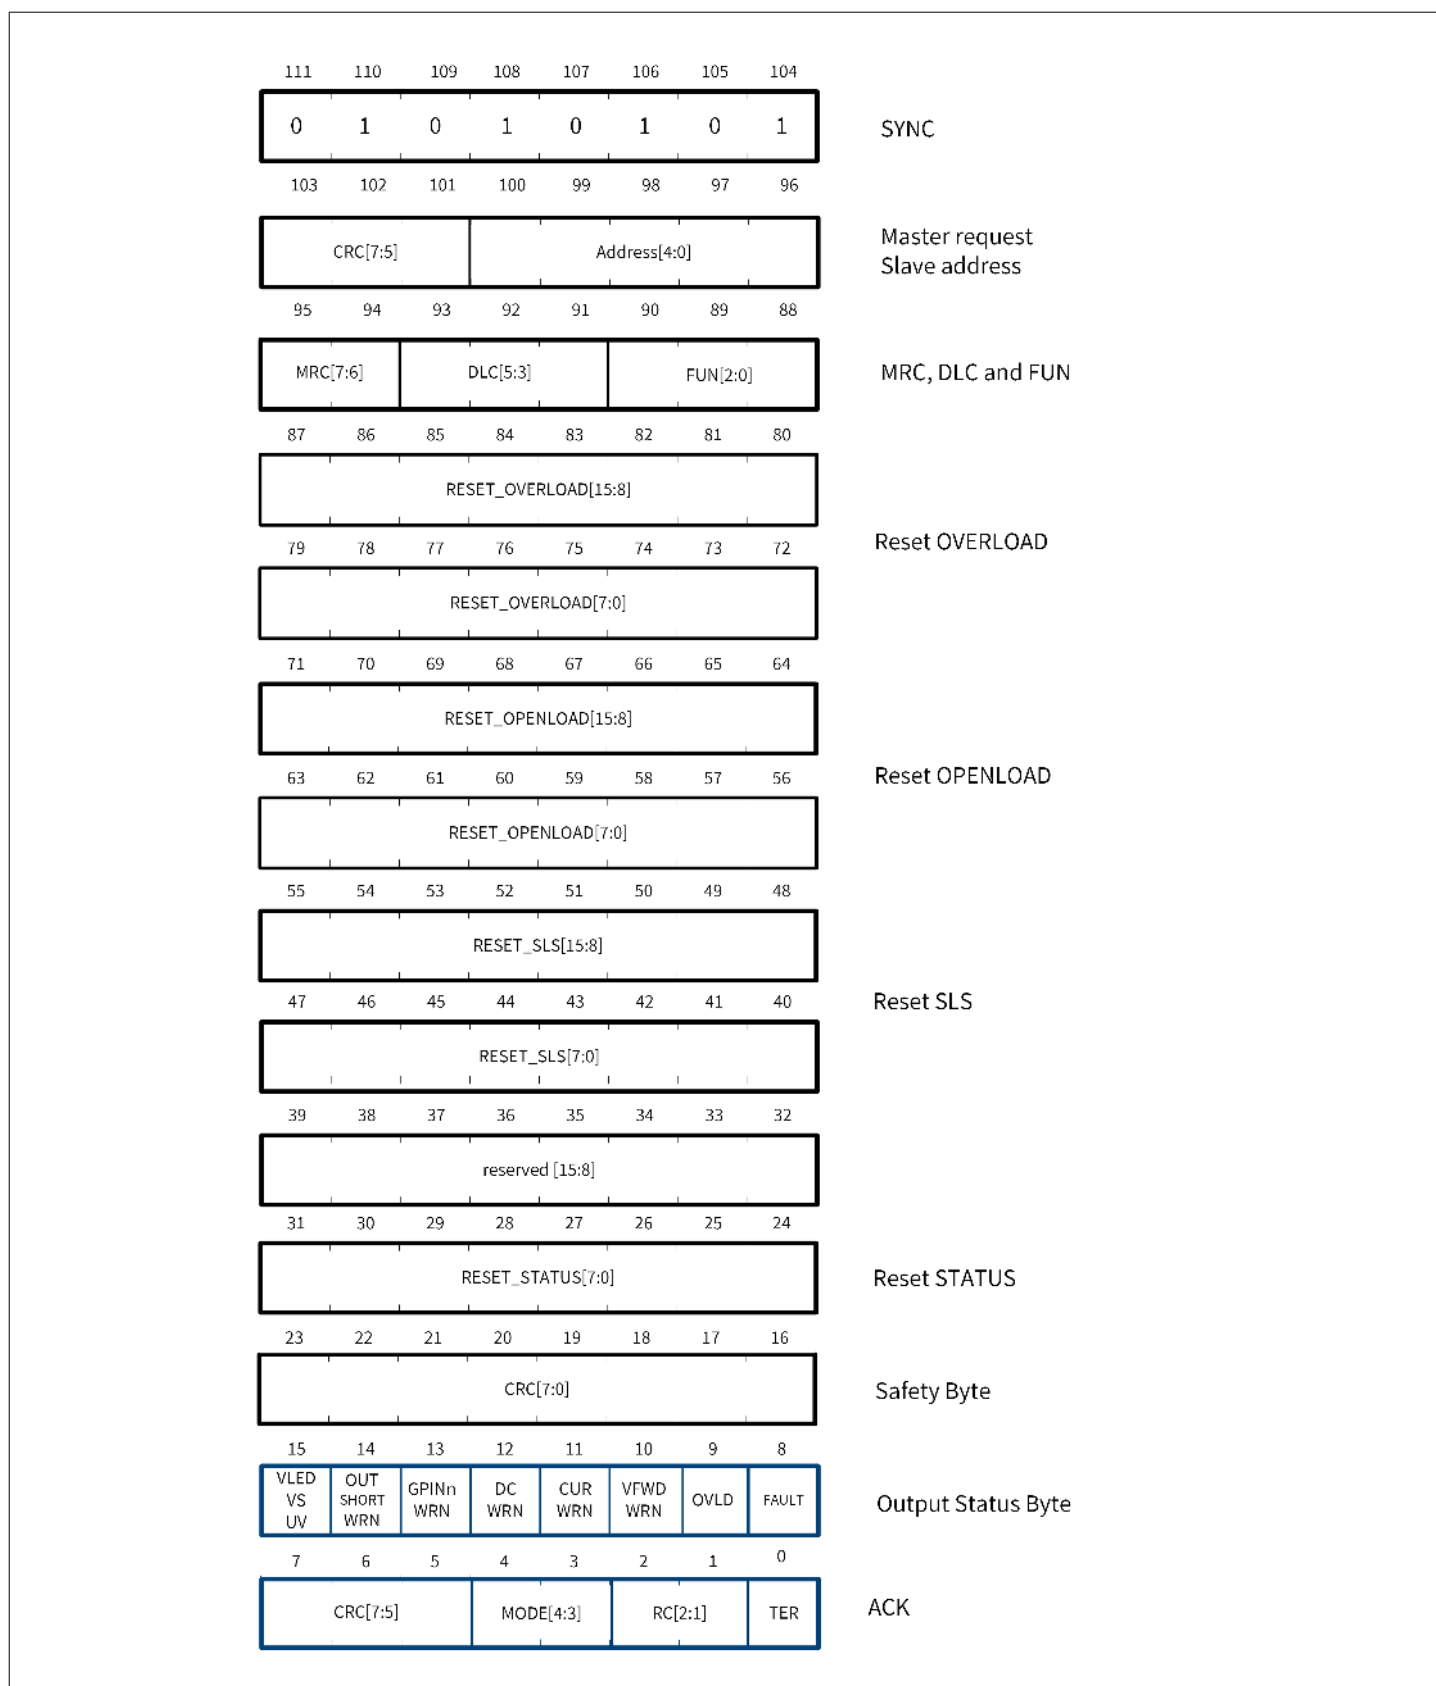 111 110 109 108 107 106 105 104
0 1 0 1 0 1 0 1
SYNC
103 102 101 100 99 98 97 96
CRC[7:5] Address[4:0]
Master request
Slave address
95 94 93 92 91 90 89 88
MRC[7:6] DLC[5:3] FUN[2:0]
MRC, DLC and FUN
87 86 85 84 83 82 81 80
RESET_OVERLOAD[15:8]
Reset OVERLOAD
79 78 77 76 75 74 73 72
RESET_OVERLOAD[7:0]
71 70 69 68 67 66 65 64
RESET_OPENLOAD[15:8]
Reset OPENLOAD
63 62 61 60 59 58 57 56
RESET_OPENLOAD[7:0]
55 54 53 52 51 50 49 48
RESET_SLS[15:8]
Reset SLS
47 46 45 44 43 42 41 40
RESET_SLS[7:0]
39 38 37 36 35 34 33 32
reserved [15:8]
31 30 29 28 27 26 25 24
RESET_STATUS[7:0]
Reset STATUS
23 22 21 20 19 18 17 16
CRC[7:0]
Safety Byte
15 14 13 12 11 10 9 8
VLED
VS
UV
OUT
SHORT
WRN
GPINn
WRN
DC
WRN
CUR
WRN
VFWD
WRN
OVLD
FAULT
Output Status Byte
7 6 5 4 3 2 1 0
CRC[7:5] MODE[4:3] RC[2:1] TER
ACK